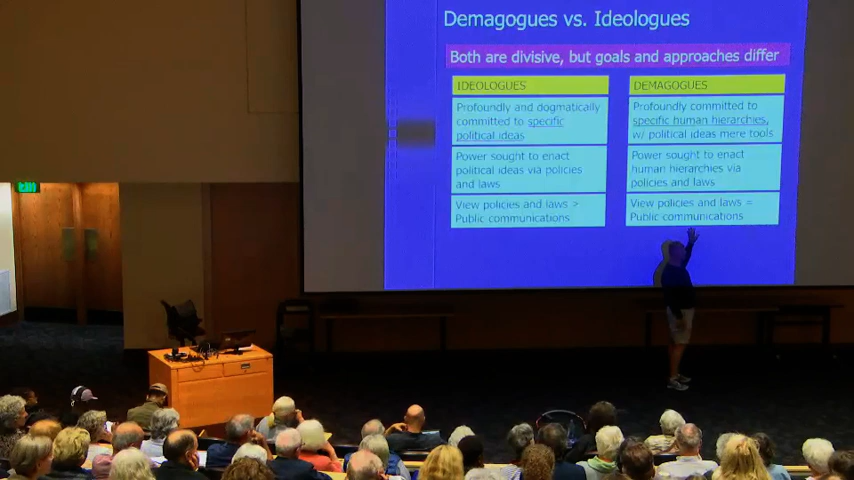 Demagogues vs. Ideologues
Both are divisive, but goals and approaches differ
IDEOLOGUES
Profoundly and dogmatically
committed to specific
political ideas
Power sought to enact
political ideas via policies
and laws
View policies and laws >
Public communications
DEMAGOGUES
Profoundly committed to
specific human hierarchies,
w/ political ideas mere tools
Power sought to enact
human hierarchies via
policies and laws
View policies and laws =
Public communications
EXIT